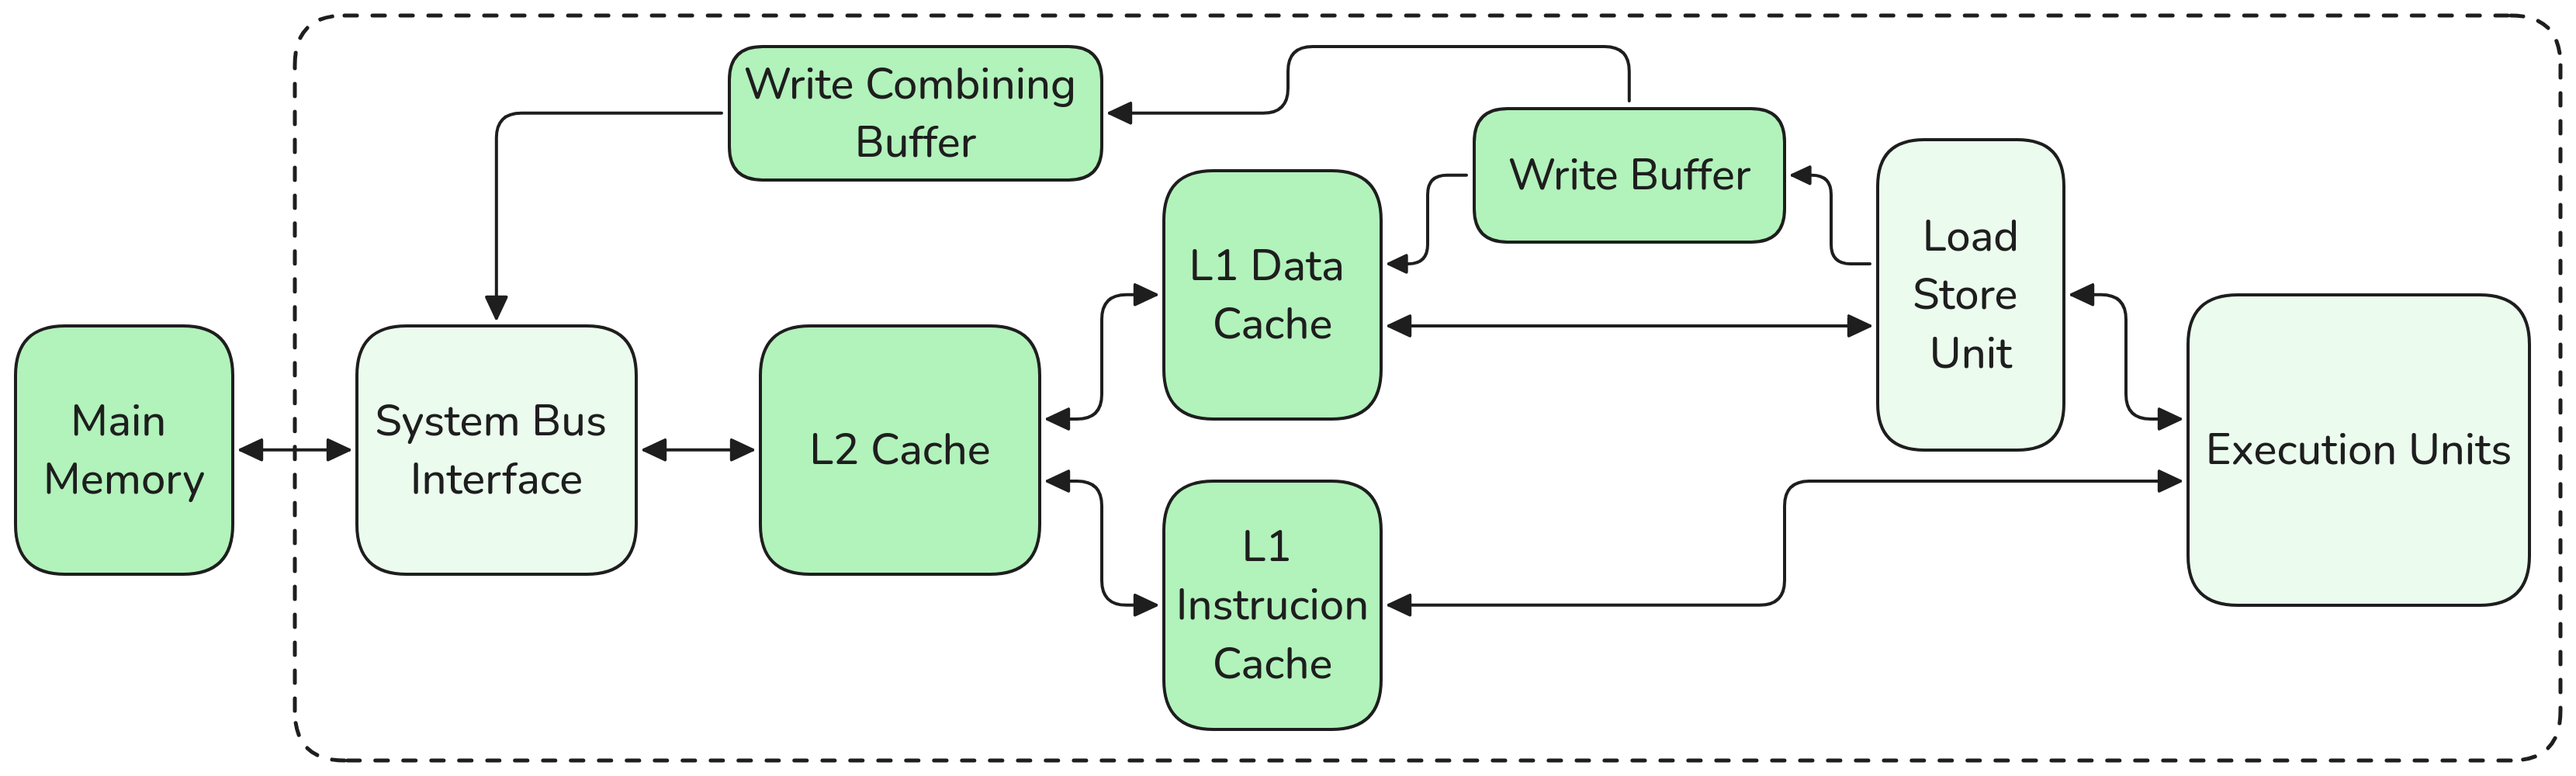 Write Combining
Buffer
Write Buffer
Load
Store
Unit
L1 Data
Cache
Main
Memory
System Bus
Interface
L2 Cache
Execution Units
L1
Instrucion
Cache